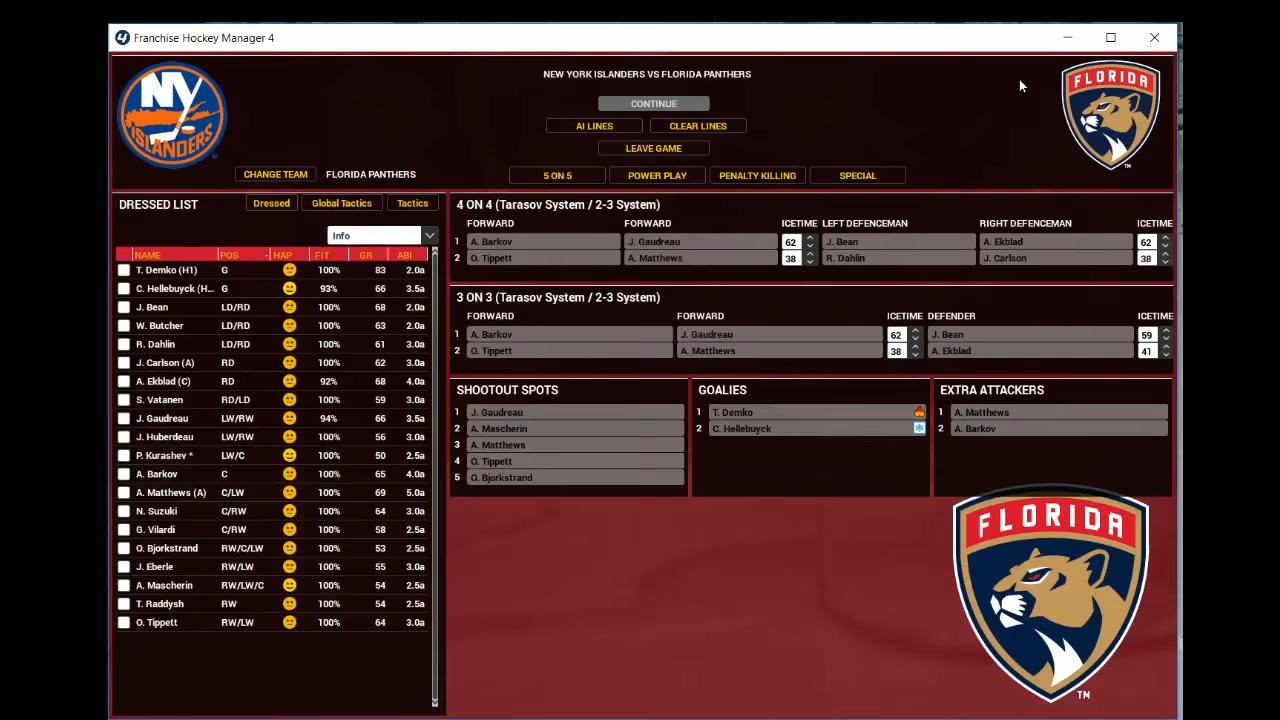 Franchise Hockey Manager 4
NY
ISLANDERS
NEW YORK ISLANDERS VS FLORIDA PANTHERS
CONTINUE
AI LINES CLEAR LINES
LEAVE GAME
CHANGE TEAM FLORIDA PANTHERS
5 ON 5 POWER PLAY PENALTY KILLING SPECIAL
FLORIDA
TM
DRESSED LIST Dressed Global Tactics Tactics
Info
NAME POS HAP FIT GR ABI
T. Demko (H1) G 100% 83 2.0a
C. Hellebuyck (H... G 93% 66 3.5a
J. Bean LD/RD 100% 68 2.0a
W. Butcher LD/RD 100% 63 2.0a
R. Dahlin LD/RD 100% 61 3.0a
J. Carlson (A) RD 100% 62 3.0a
A. Ekblad (C) RD 92% 68 4.0a
S. Vatanen RD/LD 100% 59 3.0a
J. Gaudreau LW/RW 94% 66 3.5a
J. Huberdeau LW/RW 100% 56 3.0a
P. Kurashev * LW/C 100% 50 2.5a
A. Barkov C 100% 65 4.0a
A. Matthews (A) C/LW 100% 69 5.0a
N. Suzuki C/RW 100% 64 3.0a
G. Vilardi C/RW 100% 58 2.5a
O. Bjorkstrand RW/C/LW 100% 53 2.5a
J. Eberle RW/LW 100% 55 3.0a
A. Mascherin RW/LW/C 100% 54 2.5a
T. Raddysh RW 100% 54 2.5a
O. Tippett RW/LW 100% 64 3.0a
4 ON 4 (Tarasov System / 2-3 System)
FORWARD FORWARD ICETIME LEFT DEFENCEMAN RIGHT DEFENCEMAN ICETIME
1 A. Barkov J. Gaudreau 62 J. Bean A. Ekblad 62
2 O. Tippett A. Matthews 38 R. Dahlin J. Carlson 38
3 ON 3 (Tarasov System / 2-3 System)
FORWARD FORWARD ICETIME DEFENDER ICETIME
1 A. Barkov J. Gaudreau 62 J. Bean 59
2 O. Tippett A. Matthews 38 A. Ekblad 41
SHOOTOUT SPOTS
1 J. Gaudreau
2 A. Mascherin
3 A. Matthews
4 O. Tippett
5 O. Bjorkstrand
GOALIES
1 T. Demko
2 C. Hellebuyck
EXTRA ATTACKERS
1 A. Matthews
2 A. Barkov
FLORIDA
TM